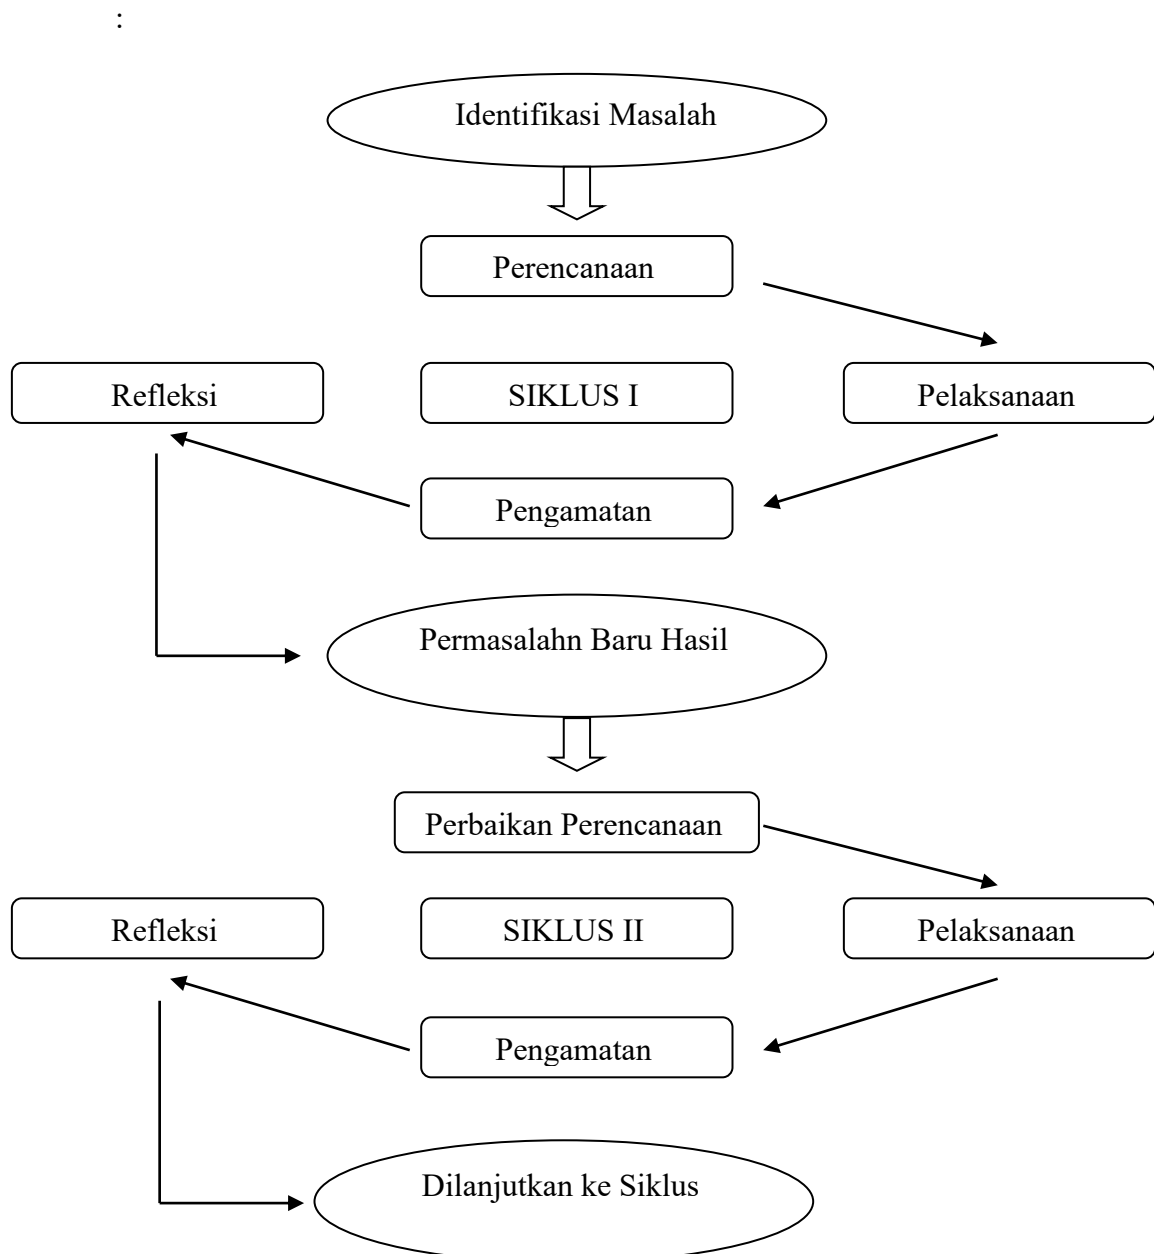 :
Identifikasi Masalah
Perencanaan
Refleksi
SIKLUS I
Pelaksanaan
Pengamatan
Permasalahn Baru Hasil
Perbaikan Perencanaan
Refleksi
SIKLUS II
Pelaksanaan
Pengamatan
Dilanjutkan ke Siklus